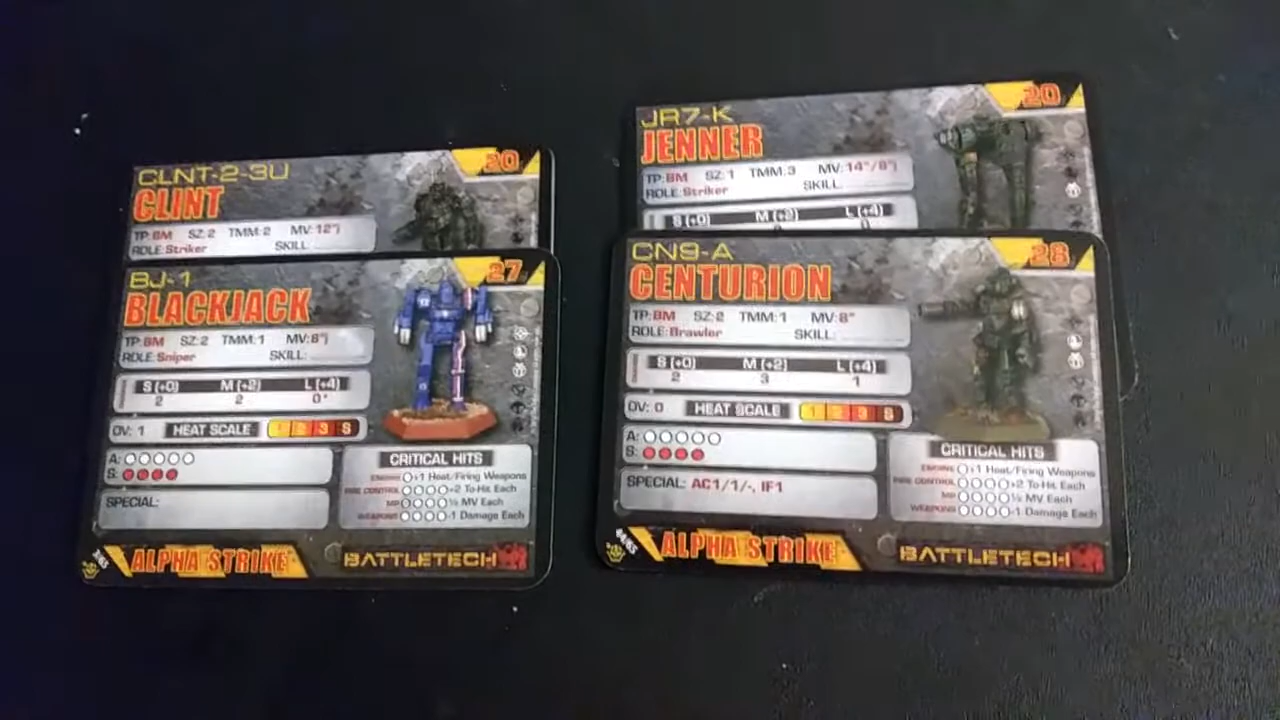 CLNT-2-3U
30
CLINT
TP:BM SZ:2 TMM:2 MV:12"j
ROLE:Striker SKILL:
BJ-1
27
BLACKJACK
TP:BM SZ:2 TMM:1 MV:8"j
ROLE:Sniper SKILL:
S (+0) M (+2) L (+4)
2 2 0*
OV: 1 HEAT SCALE 1 2 3 S
A:
S:
SPECIAL:
CRITICAL HITS
ENGINE +1 Heat/Firing Weapons
FIRE CONTROL +2 To-Hit Each
MP ½ MV Each
WEAPONS -1 Damage Each
ALPHA STRIKE
BATTLETECH
JR7-K
20
JENNER
TP:BM SZ:1 TMM:3 MV:14"/8"j
ROLE:Striker SKILL:
S (+0) M (+2) L (+4)
CN9-A
28
CENTURION
TP:BM SZ:2 TMM:1 MV:8"
ROLE:Brawler SKILL:
S (+0) M (+2) L (+4)
2 3 1
OV: 0 HEAT SCALE 1 2 3 S
A:
S:
SPECIAL: AC1/1/-, IF1
CRITICAL HITS
ENGINE +1 Heat/Firing Weapons
FIRE CONTROL +2 To-Hit Each
MP ½ MV Each
WEAPONS -1 Damage Each
44/65
ALPHA STRIKE
BATTLETECH